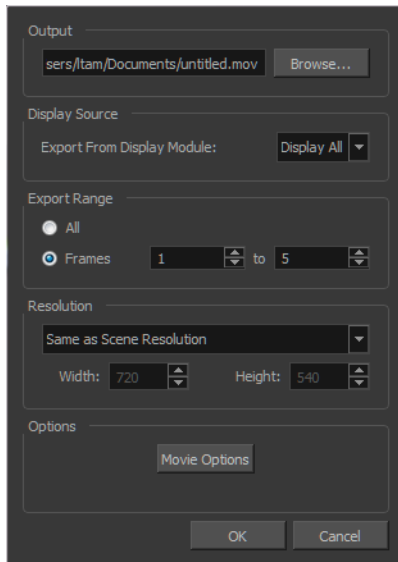 Output
sers/ltam/Documents/untitled.mov Browse...
Display Source
Export From Display Module: Display All
Export Range
All
Frames 1 to 5
Resolution
Same as Scene Resolution
Width: 720 Height: 540
Options
Movie Options
OK Cancel